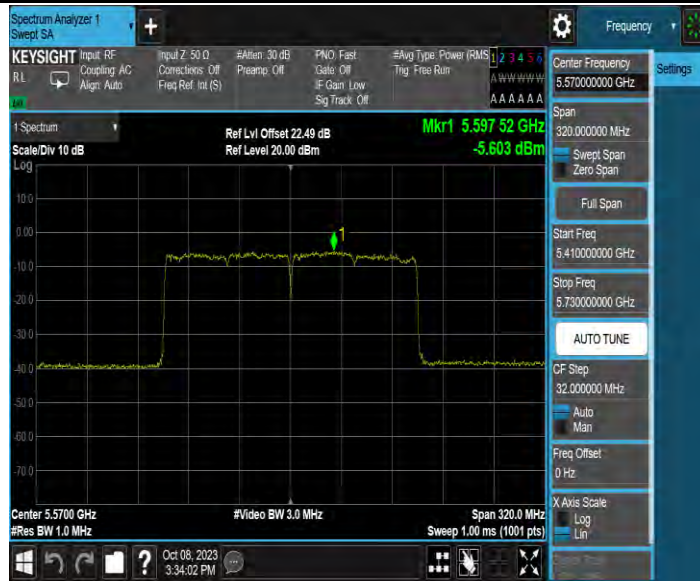 Spectrum Analyzer 1
Swept SA
Frequency
KEYSIGHT
RL
Input: RF
Coupling: AC
Align: Auto
Input Z: 50 Ω
Corrections: Off
Freq Ref: Int (S)
#Atten: 30 dB
Preamp: Off
PNO: Fast
Gate: Off
IF Gain: Low
Sig Track: Off
#Avg Type: Power (RMS
Trig: Free Run
1 2 3 4 5 6
A W W W W W
A A A A A A
1 Spectrum
Scale/Div 10 dB
Log
Ref Lvl Offset 22.49 dB
Ref Level 20.00 dBm
Mkr1 5.597 52 GHz
-5.603 dBm
1
10.0
0.00
-10.0
-20.0
-30.0
-40.0
-50.0
-60.0
-70.0
Center 5.5700 GHz
#Res BW 1.0 MHz
#Video BW 3.0 MHz
Span 320.0 MHz
Sweep 1.00 ms (1001 pts)
Oct 08, 2023
3:34:02 PM
Center Frequency
5.570000000 GHz
Settings
Span
320.000000 MHz
Swept Span
Zero Span
Full Span
Start Freq
5.410000000 GHz
Stop Freq
5.730000000 GHz
AUTO TUNE
CF Step
32.000000 MHz
Auto
Man
Freq Offset
0 Hz
X Axis Scale
Log
Lin